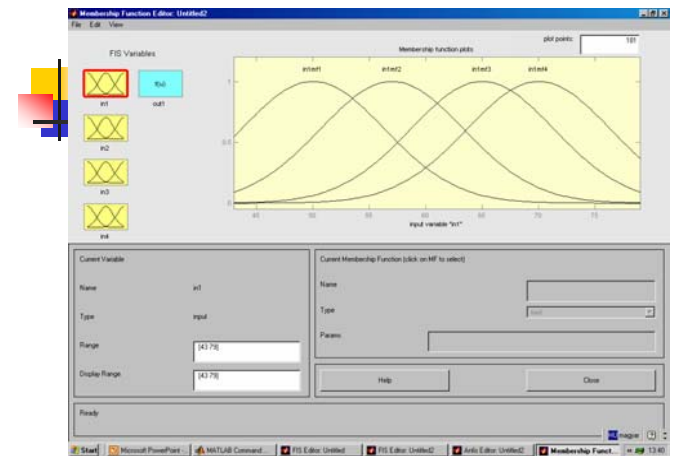 Membership Function Editor: Untitled2
File Edit View
FIS Variables
plot points:
181
Membership function plots
in1mf1 in1mf2 in1mf3 in1mf4
f(u)
in1 out1
in2
in3
in4
1
0.5
0
45 50 55 60 65 70 75
input variable "in1"
Current Variable
Current Membership Function (click on MF to select)
Name in1
Name
Type input
Type
Params
Range [43 79]
Display Range [43 79]
Help Close
Ready
Start Microsoft PowerPoint - ... MATLAB Command ... FIS Editor: Untitled FIS Editor: Untitled2 Anfis Editor: Untitled2 Membership Funct... 13:40